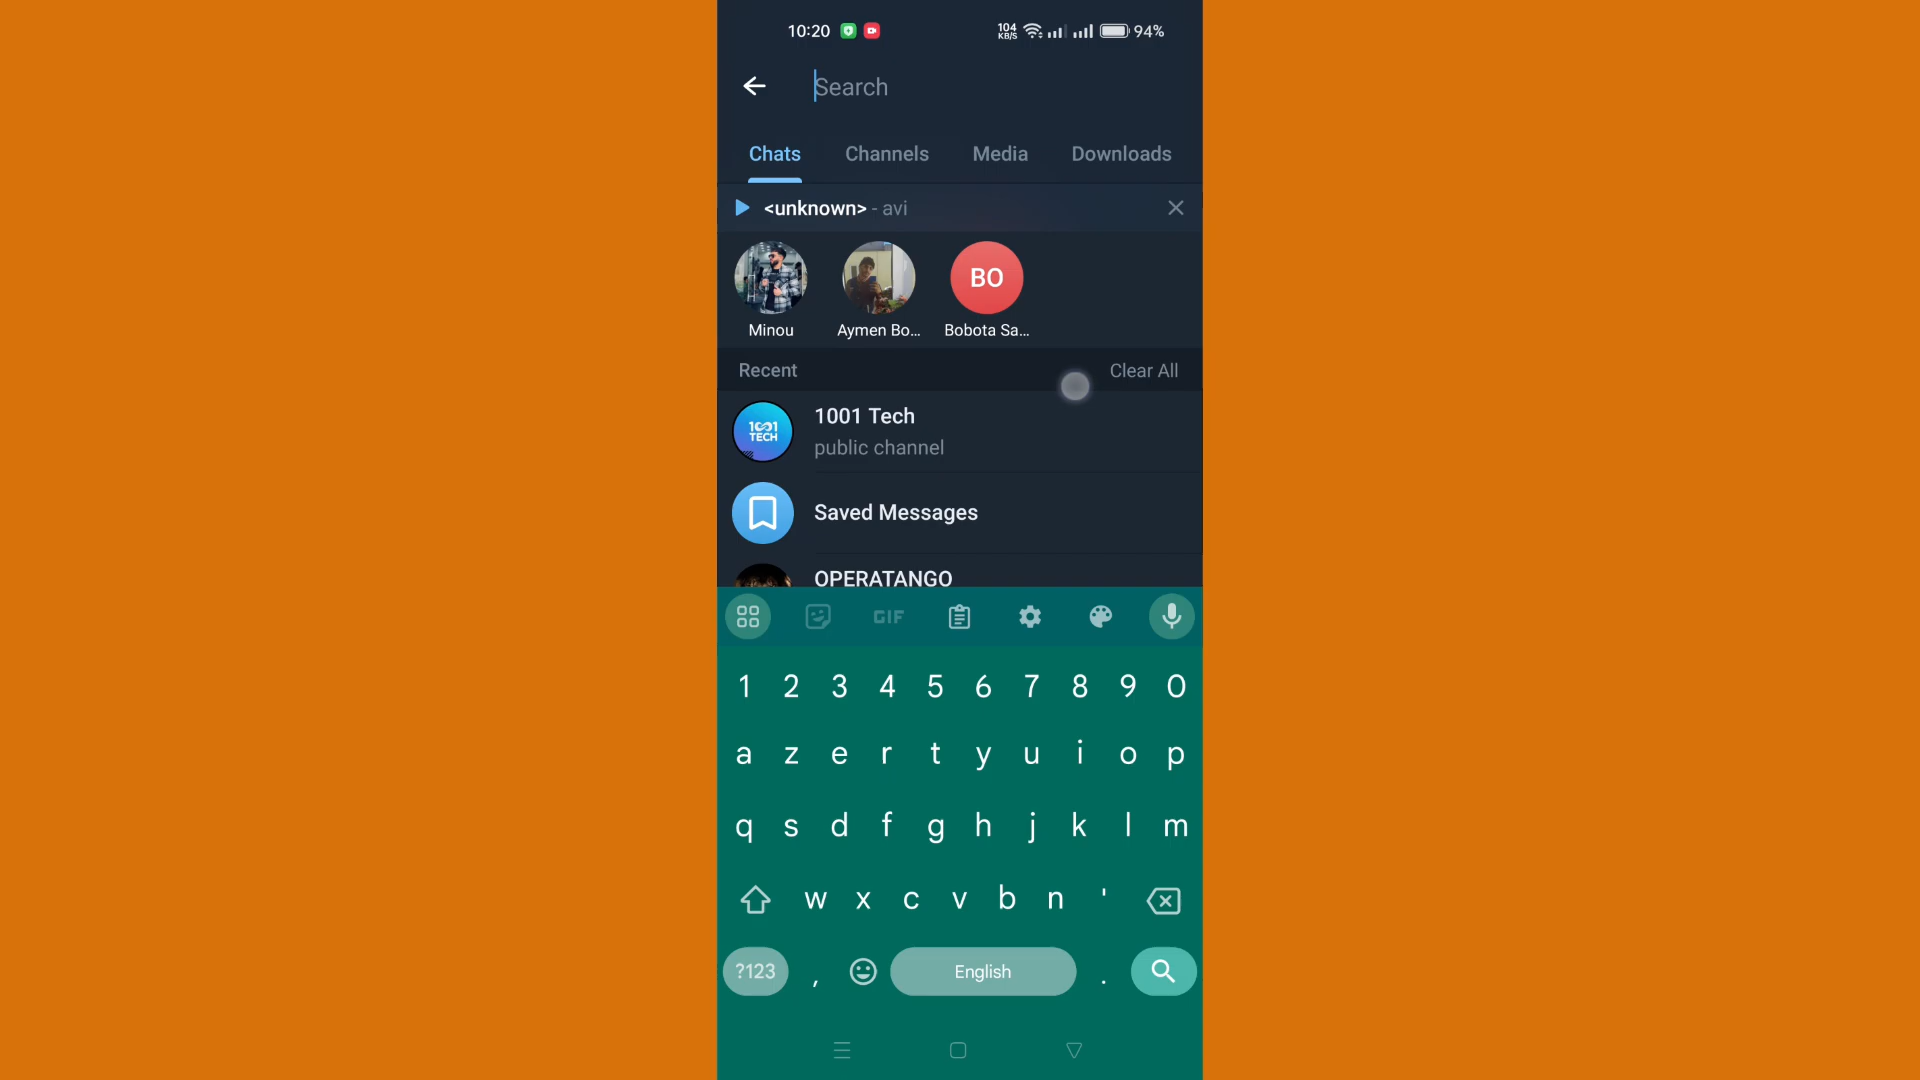 10:20 104 KB/S 94%
Search
Chats Channels Media Downloads
<unknown> - avi
BO
Minou Aymen Bo... Bobota Sa...
Recent Clear All
1001 TECH
1001 Tech
public channel
Saved Messages
OPERATANGO
GIF
1 2 3 4 5 6 7 8 9 0
a z e r t y u i o p
q s d f g h j k l m
w x c v b n '
?123 , English .